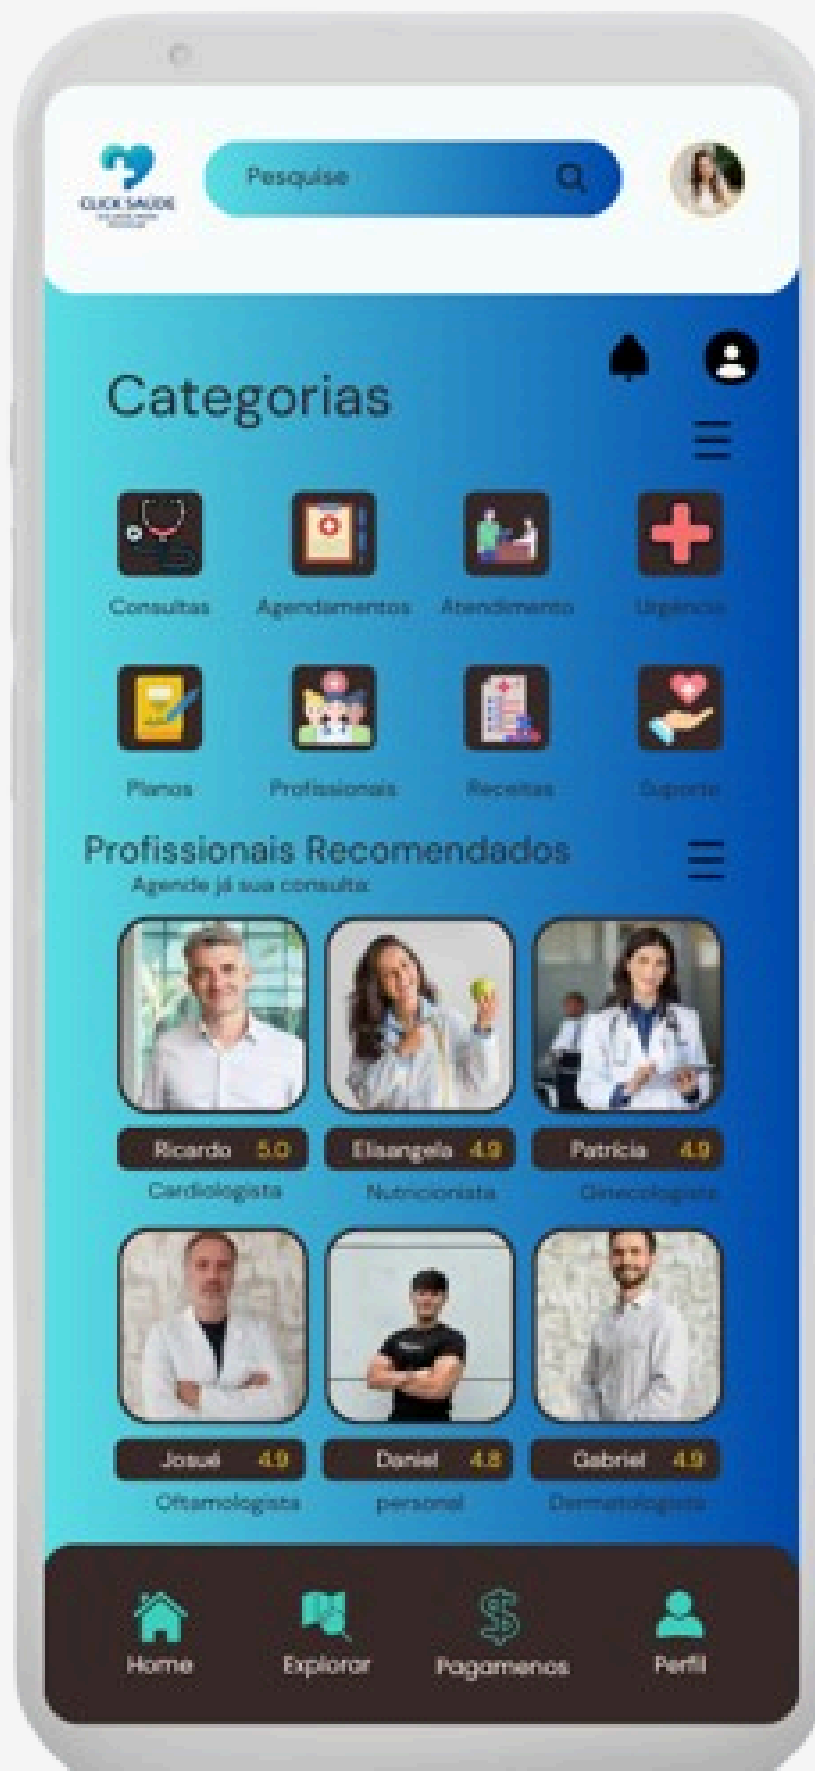 Pesquise
CLICK SAÚDE
Categorias
Consultas Agendamentos Atendimento Urgência
Planos Profissionais Receitas Suporte
Profissionais Recomendados
Agende já sua consulta
Ricardo 5.0 Elisangela 4.9 Patrícia 4.9
Cardiologista Nutricionista Ginecologista
Josué 4.9 Daniel 4.8 Gabriel 4.9
Oftamologista personal Dermatologista
Home Explorar Pagamenos Perfil